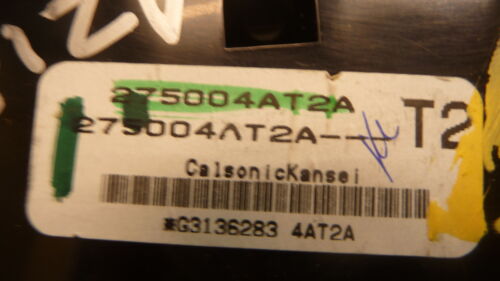 275004AT2A
275004AT2A--- T2
CalsonicKansei
*G3136283 4AT2A